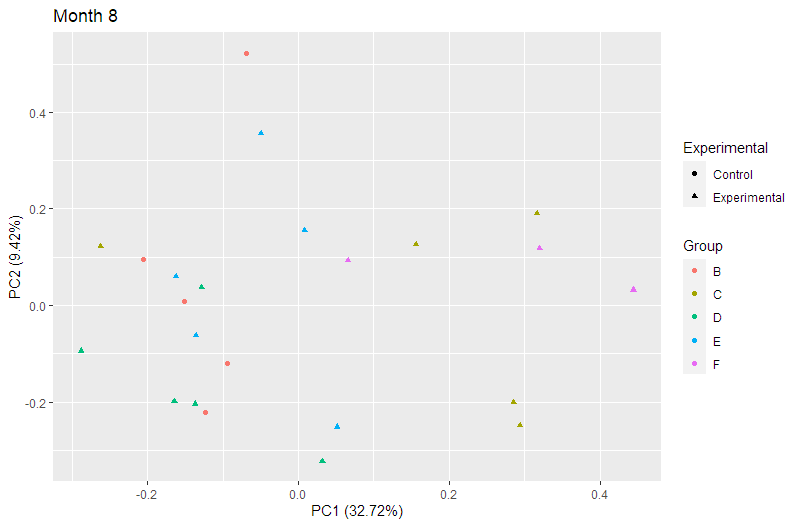 Month 8
0.4
0.2
0.0
-0.2
PC2 (9.42%)
-0.2
0.0
0.2
0.4
PC1 (32.72%)
Experimental
Control
Experimental
Group
B
C
D
E
F